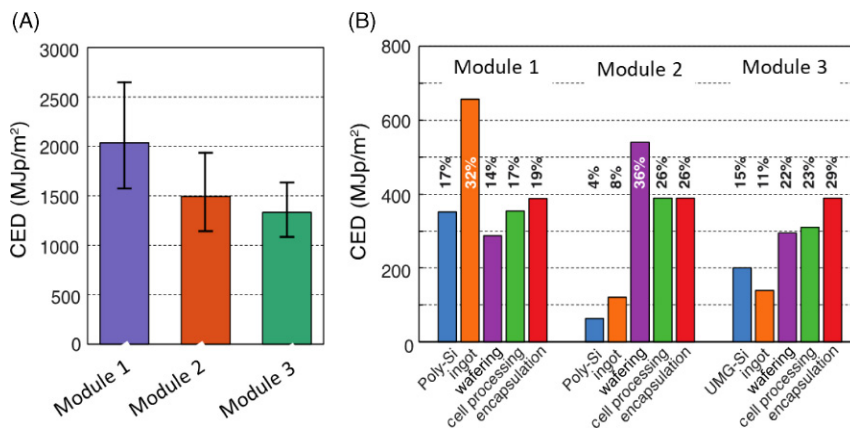 (A)
CED (MJp/m²)
3000
2500
2000
1500
1000
500
0
Module 1
Module 2
Module 3
(B)
CED (MJp/m²)
800
600
400
200
0
Module 1 Module 2 Module 3
17% 32% 14% 17% 19%
4% 8% 36% 26% 26%
15% 11% 22% 23% 29%
Poly-Si
ingot
wafering
cell processing
encapsulation
Poly-Si
ingot
wafering
cell processing
encapsulation
UMG-Si
ingot
wafering
cell processing
encapsulation